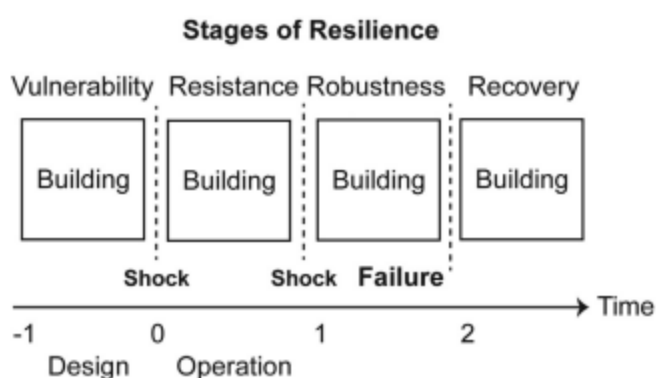 Stages of Resilience
Vulnerability Resistance Robustness Recovery
Building Building Building Building
Shock Shock Failure
Time
-1 0 1 2
Design Operation